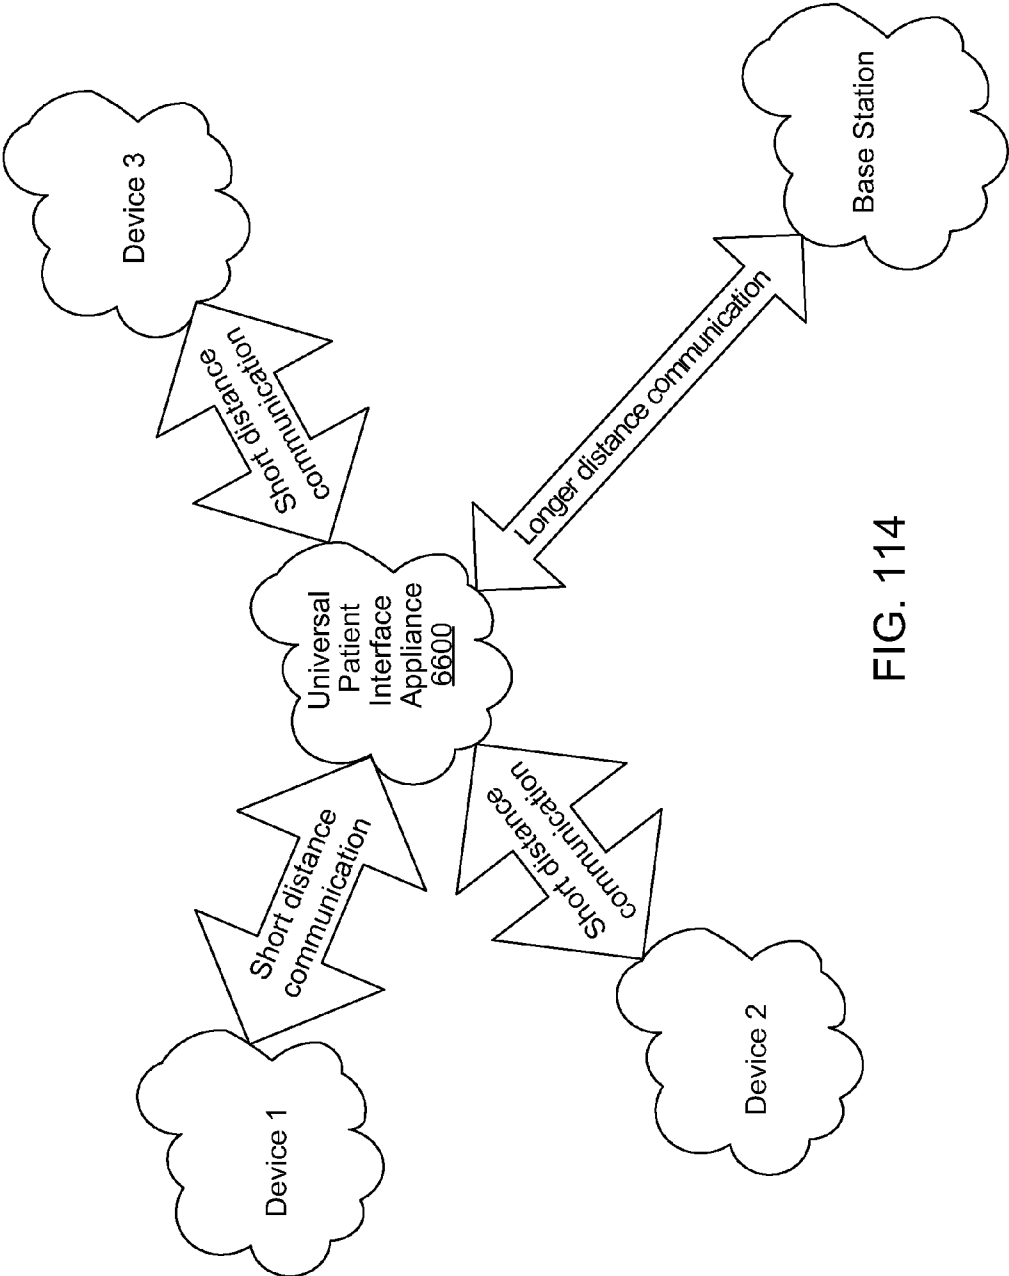 Device 1
Short distance
communication
Universal
Patient
Interface
Appliance
6600
Short distance
communication
Device 3
Device 2
Short distance
communication
Longer distance communication
Base Station
FIG. 114